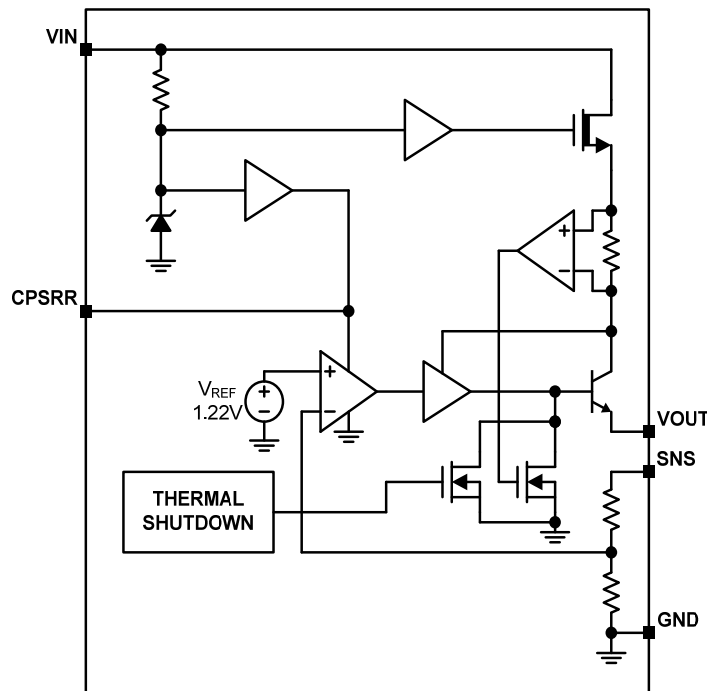 VIN
+
−
CPSRR
+
−
+
−
VREF
1.22V
VOUT
SNS
THERMAL
SHUTDOWN
GND